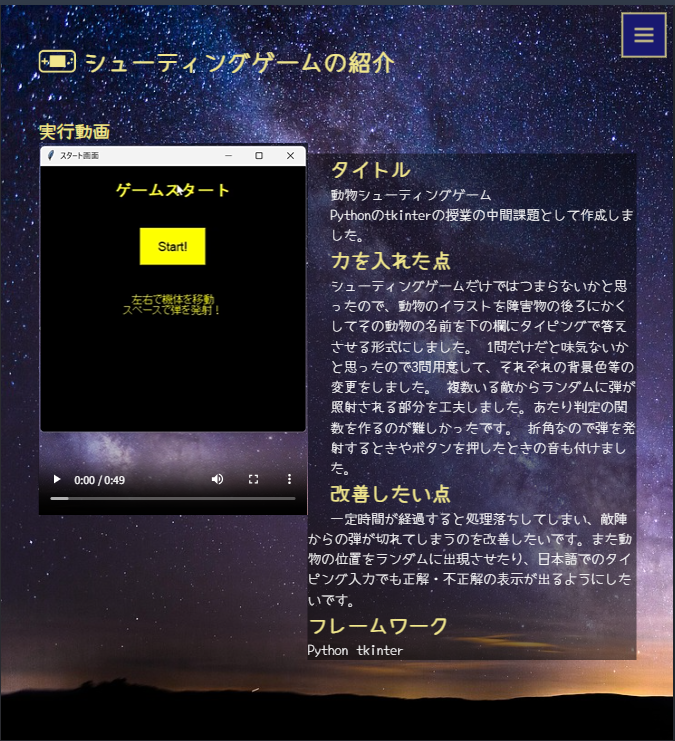 シューティングゲームの紹介
実行動画
スタート画面
ゲームスタート
Start!
左右で機体を移動
スペースで弾を発射！
0:00 / 0:49
タイトル
動物シューティングゲーム
Pythonのtkinterの授業の中間課題として作成しま
した。
力を入れた点
シューティングゲームだけではつまらないかと思
ったので、動物のイラストを障害物の後ろにかく
してその動物の名前を下の欄にタイピングで答え
させる形式にしました。 1問だけだと味気ないか
と思ったので3問用意して、それぞれの背景色等の
変更をしました。 複数いる敵からランダムに弾が
照射される部分を工夫しました。あたり判定の関
数を作るのが難しかったです。 折角なので弾を発
射するときやボタンを押したときの音も付けまし
た。
改善したい点
一定時間が経過すると処理落ちしてしまい、敵陣
からの弾が切れてしまうのを改善したいです。また動
物の位置をランダムに出現させたり、日本語でのタイ
ピング入力でも正解・不正解の表示が出るようにした
いです。
フレームワーク
Python tkinter